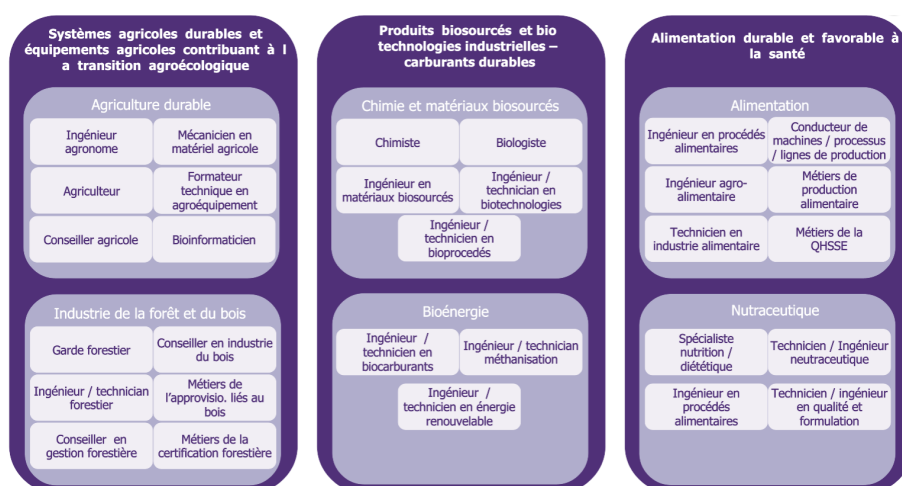 Systèmes agricoles durables et
équipements agricoles contribuant à l
a transition agroécologique
Agriculture durable
Ingénieur
agronome
Mécanicien en
matériel agricole
Agriculteur
Formateur
technique en
agroéquipement
Conseiller agricole
Bioinformaticien
Industrie de la forêt et du bois
Garde forestier
Conseiller en industrie
du bois
Ingénieur / technician
forestier
Métiers de
l'approvisio. liés au
bois
Conseiller en
gestion forestière
Métiers de la
certification forestière
Produits biosourcés et bio
technologies industrielles –
carburants durables
Chimie et matériaux biosourcés
Chimiste
Biologiste
Ingénieur en
matériaux biosourcés
Ingénieur /
technician en
biotechnologies
Ingénieur /
technicien en
bioprocedés
Bioénergie
Ingénieur /
technicien en
biocarburants
Ingénieur / technician
méthanisation
Ingénieur /
technicien en énergie
renouvelable
Alimentation durable et favorable à
la santé
Alimentation
Ingénieur en procédés
alimentaires
Conducteur de
machines / processus
/ lignes de production
Ingénieur agro-
alimentaire
Métiers de
production
alimentaire
Technicien en
industrie alimentaire
Métiers de la
QHSSE
Nutraceutique
Spécialiste
nutrition /
diététique
Technicien / Ingénieur
neutraceutique
Ingénieur en
procédés
alimentaires
Technicien / ingénieur
en qualité et
formulation